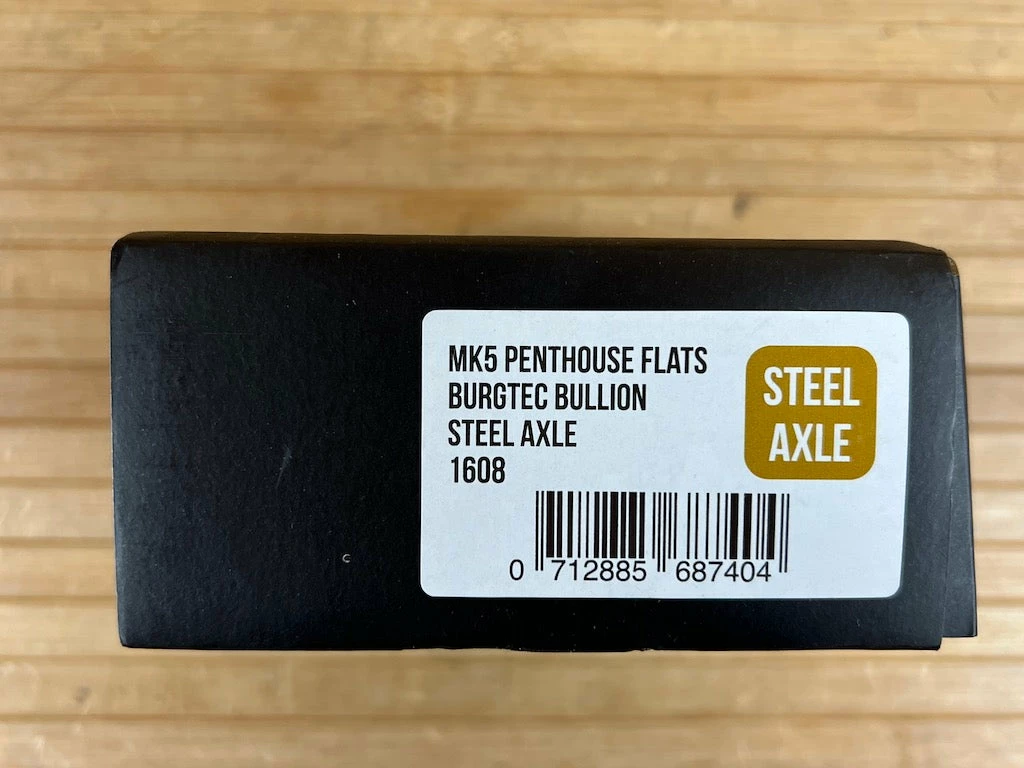 MK5 PENTHOUSE FLATS
BURGTEC BULLION
STEEL AXLE
1608
STEEL
AXLE
0 712885 687404